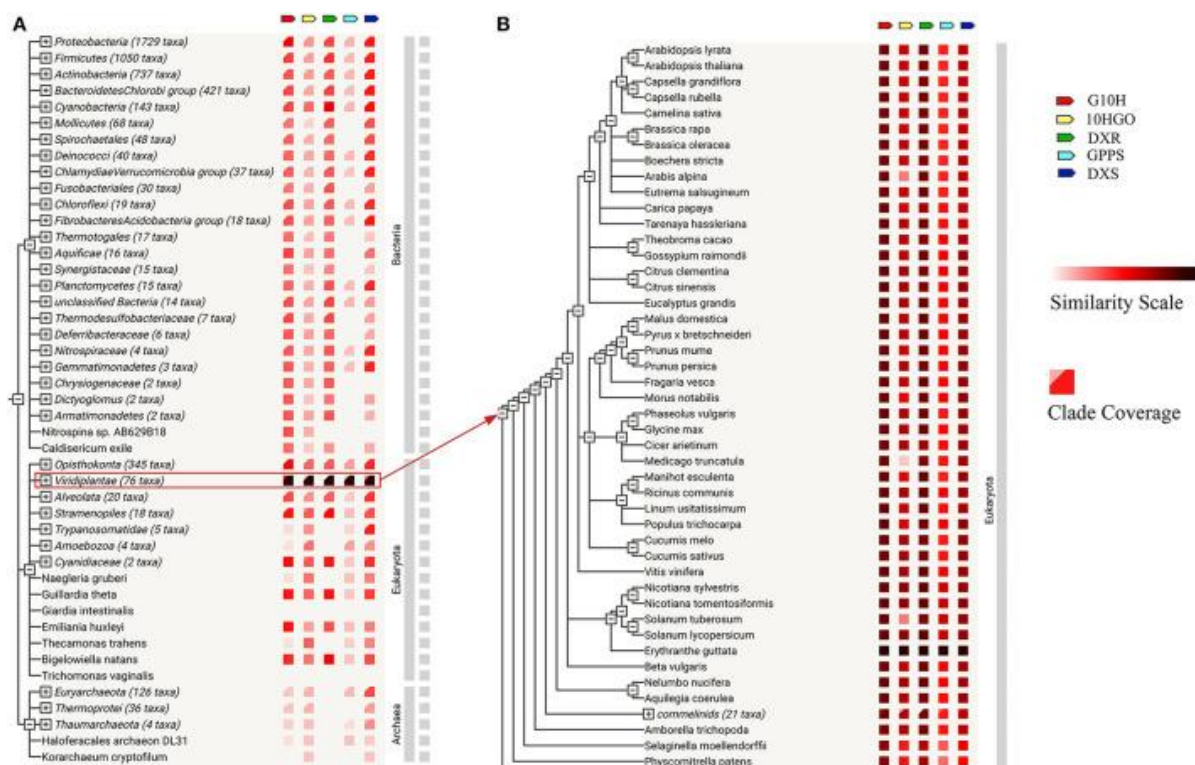 A
Proteobacteria (1729 taxa)
Firmicutes (1050 taxa)
Actinobacteria (737 taxa)
BacteroidetesChlorobi group (421 taxa)
Cyanobacteria (143 taxa)
Mollicutes (68 taxa)
Spirochaetales (48 taxa)
Deinococci (40 taxa)
ChlamydiaeVerrucomicrobia group (37 taxa)
Fusobacteriales (30 taxa)
Chloroflexi (19 taxa)
FibrobacteresAcidobacteria group (18 taxa)
Thermotogales (17 taxa)
Aquificae (16 taxa)
Synergistaceae (15 taxa)
Planctomycetes (15 taxa)
unclassified Bacteria (14 taxa)
Thermodesulfobacteriaceae (7 taxa)
Deferribacteraceae (6 taxa)
Nitrospiraceae (4 taxa)
Gemmatimonadetes (3 taxa)
Chrysiogenaceae (2 taxa)
Dictyoglomus (2 taxa)
Armatimonadetes (2 taxa)
Nitrospina sp. AB629B18
Caldisericum exile
Opisthokonta (345 taxa)
Viridiplantae (76 taxa)
Alveolata (20 taxa)
Stramenopiles (18 taxa)
Trypanosomatidae (5 taxa)
Amoebozoa (4 taxa)
Cyanidiaceae (2 taxa)
Naegleria gruberi
Guillardia theta
Giardia intestinalis
Emiliania huxleyi
Thecamonas trahens
Bigelowiella natans
Trichomonas vaginalis
Euryarchaeota (126 taxa)
Thermoprotei (36 taxa)
Thaumarchaeota (4 taxa)
Haloferacales archaeon DL31
Korarchaeum cryptofilum
Bacteria
Eukaryota
Archaea
B
Arabidopsis lyrata
Arabidopsis thaliana
Capsella grandiflora
Capsella rubella
Camelina sativa
Brassica rapa
Brassica oleracea
Boechera stricta
Arabis alpina
Eutrema salsugineum
Carica papaya
Tarenaya hassleriana
Theobroma cacao
Gossypium raimondii
Citrus clementina
Citrus sinensis
Eucalyptus grandis
Malus domestica
Pyrus x bretschneideri
Prunus mume
Prunus persica
Fragaria vesca
Morus notabilis
Phaseolus vulgaris
Glycine max
Cicer arietinum
Medicago truncatula
Manihot esculenta
Ricinus communis
Linum usitatissimum
Populus trichocarpa
Cucumis melo
Cucumis sativus
Vitis vinifera
Nicotiana sylvestris
Nicotiana tomentosiformis
Solanum tuberosum
Solanum lycopersicum
Erythranthe guttata
Beta vulgaris
Nelumbo nucifera
Aquilegia coerulea
commelinids (21 taxa)
Amborella trichopoda
Selaginella moellendorffii
Physcomitrella patens
Eukaryota
G10H
10HGO
DXR
GPPS
DXS
Similarity Scale
Clade Coverage